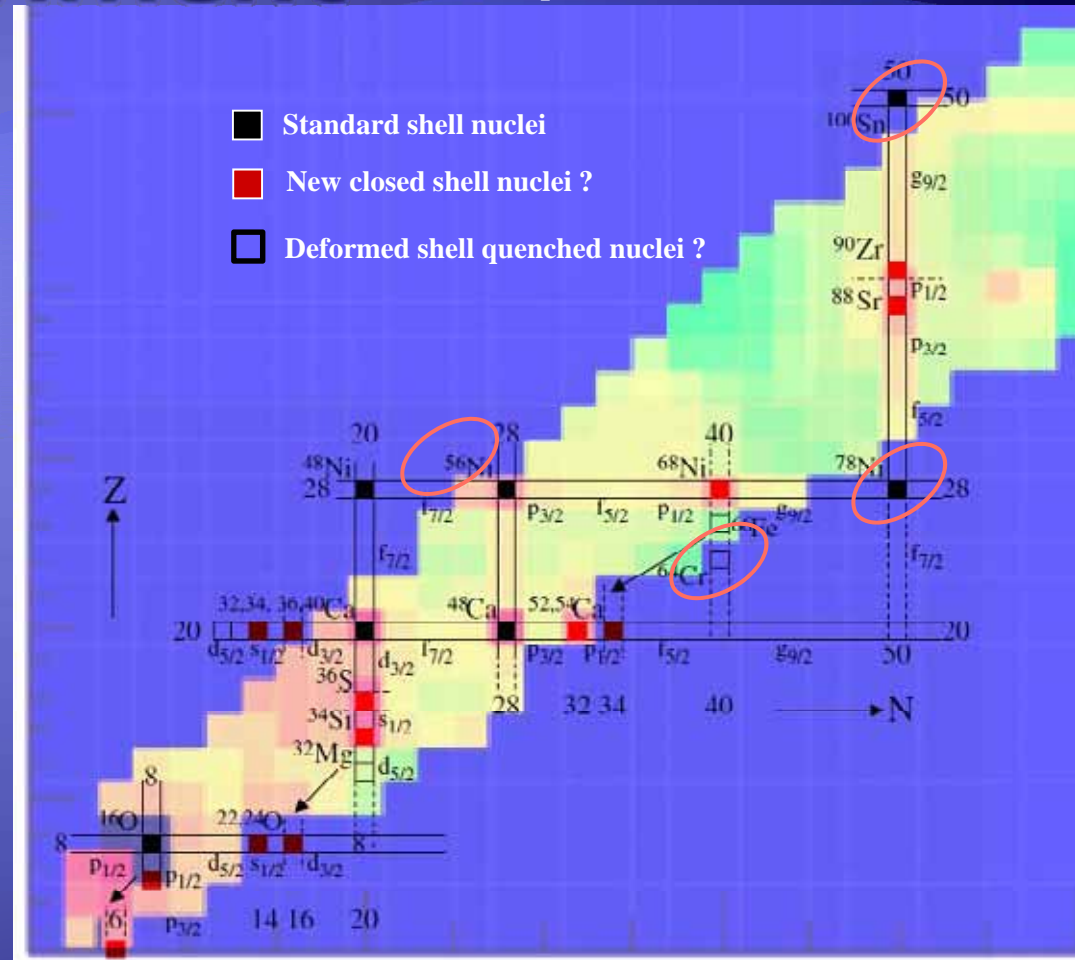 50
Standard shell nuclei
50
¹⁰⁰Sn
New closed shell nuclei ?
g9/2
Deformed shell quenched nuclei ?
⁹⁰Zr
p1/2
⁸⁸Sr
p3/2
f5/2
20 28 40
⁴⁸Ni ⁵⁶Ni ⁶⁸Ni ⁷⁸Ni
Z
28 28
f7/2 p3/2 f5/2 p1/2 g9/2
Fe
f7/2 f7/2
Cr
32,34, 36,40Ca ⁴⁸Ca 52,54Ca
20 20
d5/2 s1/2 d3/2 d3/2 f7/2 p3/2 p1/2 f5/2 g9/2 50
³⁶S
28 32 34 40 N
³⁴Si s1/2
³²Mg d5/2
8
¹⁶O 22,24O
8 8
p1/2 p1/2 d5/2 s1/2 d3/2
6 p3/2 14 16 20